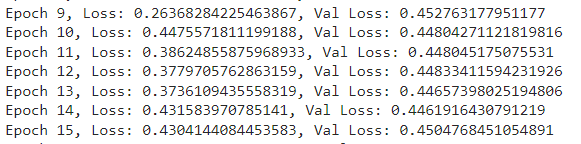 Epoch 9, Loss: 0.26368284225463867, Val Loss: 0.452763177951177
Epoch 10, Loss: 0.4475571811199188, Val Loss: 0.44804271121819816
Epoch 11, Loss: 0.38624855875968933, Val Loss: 0.448045175075531
Epoch 12, Loss: 0.3779705762863159, Val Loss: 0.44833411594231926
Epoch 13, Loss: 0.3736109435558319, Val Loss: 0.44657398025194806
Epoch 14, Loss: 0.431583970785141, Val Loss: 0.4461916430791219
Epoch 15, Loss: 0.4304144084453583, Val Loss: 0.4504768451054891